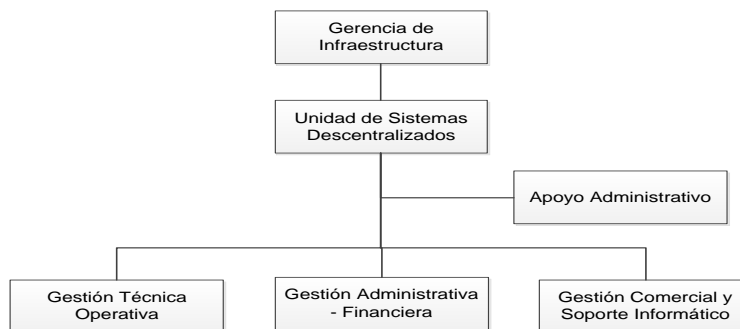 Gerencia de
Infraestructura
Unidad de Sistemas
Descentralizados
Apoyo Administrativo
Gestión Técnica
Operativa
Gestión Administrativa
- Financiera
Gestión Comercial y
Soporte Informático